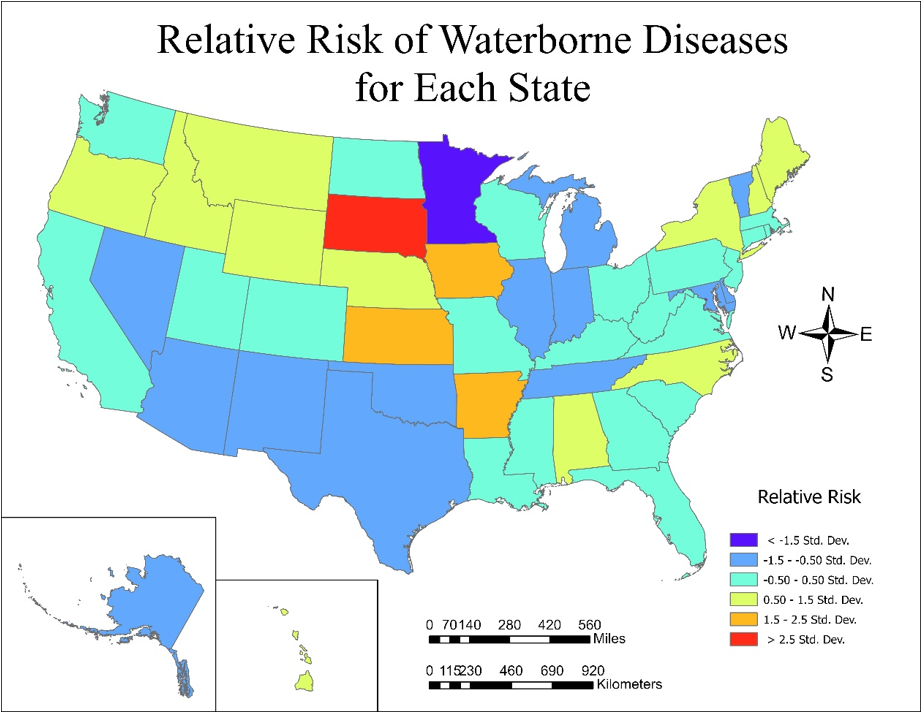 Relative Risk of Waterborne Diseases
for Each State
N
W E
S
Relative Risk
< -1.5 Std. Dev.
-1.5 - -0.50 Std. Dev.
-0.50 - 0.50 Std. Dev.
0.50 - 1.5 Std. Dev.
1.5 - 2.5 Std. Dev.
> 2.5 Std. Dev.
0 70140 280 420 560
Miles
0 115230 460 690 920
Kilometers